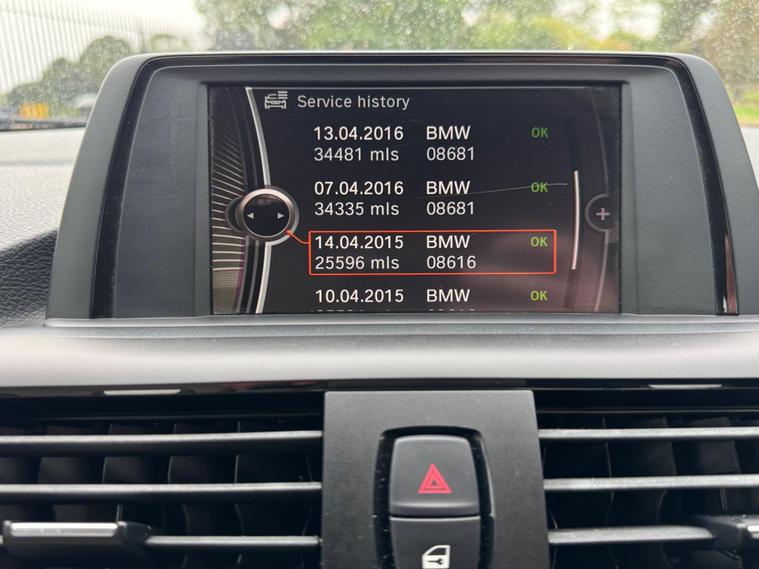 Service history
13.04.2016 BMW OK
34481 mls 08681
07.04.2016 BMW OK
34335 mls 08681
14.04.2015 BMW OK
25596 mls 08616
10.04.2015 BMW OK